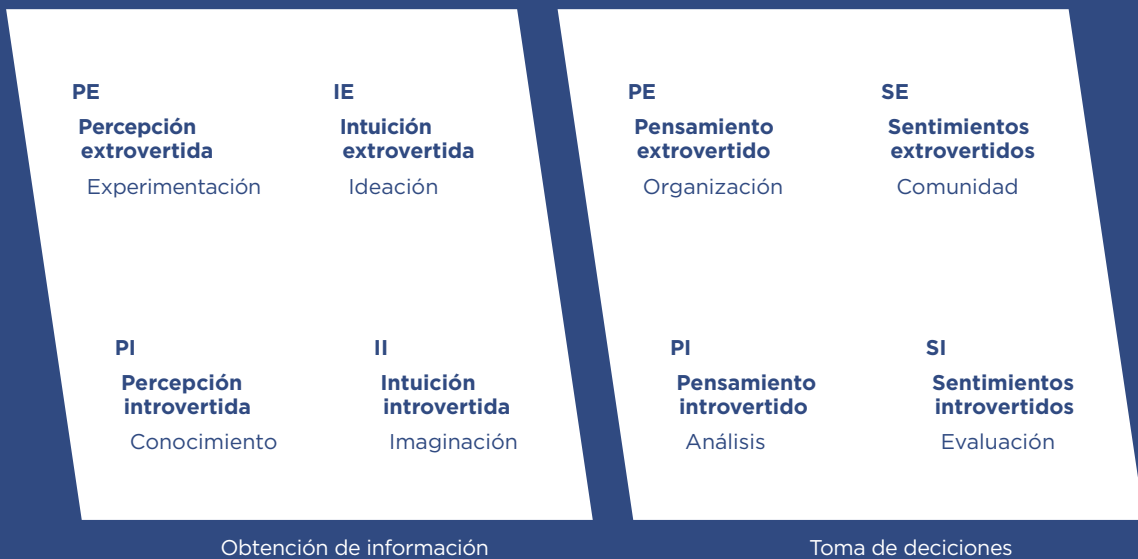 PE
Percepción
extrovertida
Experimentación
IE
Intuición
extrovertida
Ideación
PI
Percepción
introvertida
Conocimiento
II
Intuición
introvertida
Imaginación
Obtención de información
PE
Pensamiento
extrovertido
Organización
SE
Sentimientos
extrovertidos
Comunidad
PI
Pensamiento
introvertido
Análisis
SI
Sentimientos
introvertidos
Evaluación
Toma de deciciones